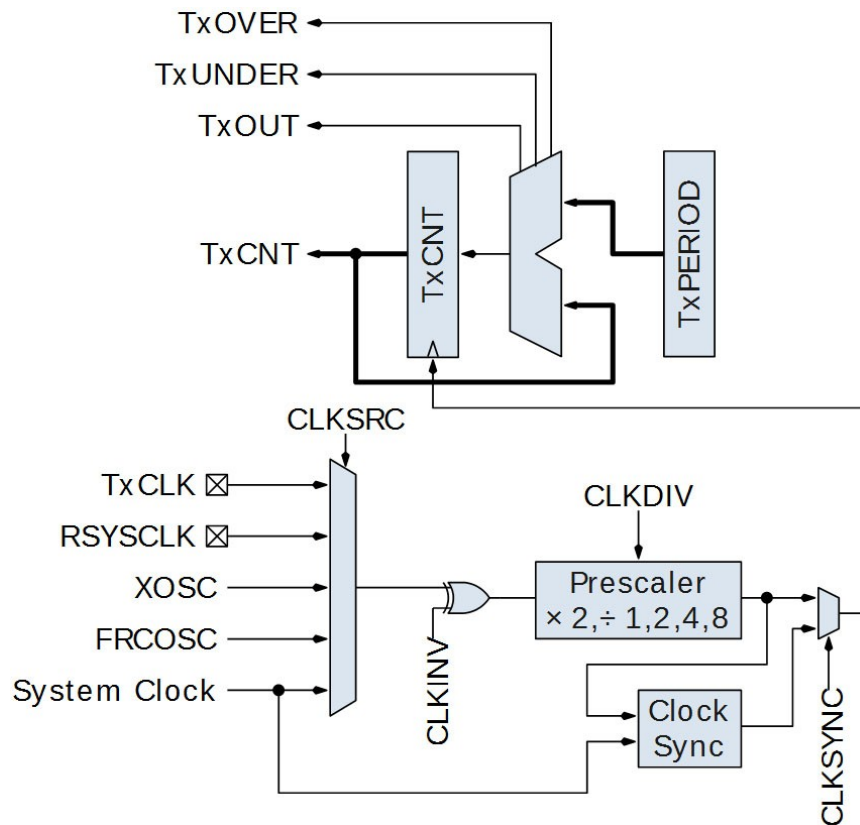 TxOVER
TxUNDER
TxOUT
TxCNT
TxCNT
TxPERIOD
CLKSRC
TxCLK
RSYSCLK
XOSC
FRCOSC
System Clock
CLKINV
CLKDIV
Prescaler
× 2,÷ 1,2,4,8
Clock
Sync
CLKSYNC